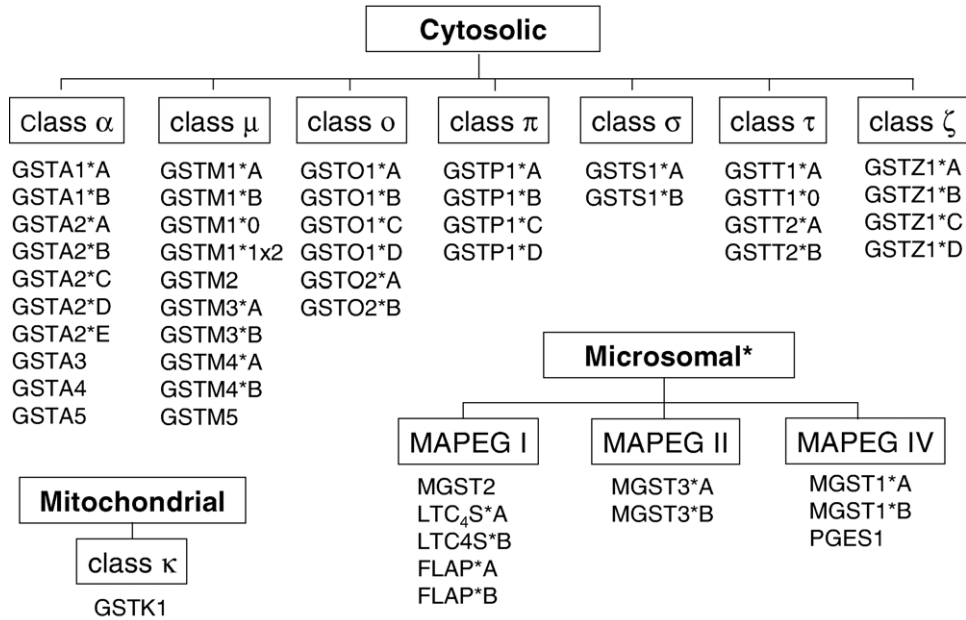 Cytosolic
Class α
GSTA1*A
GSTA1*B
GSTA2*A
GSTA2*B
GSTA2*C
GSTA2*D
GSTA2*E
GSTA3
GSTA4
GSTA5
class μ
GSTM1*A
GSTM1*B
GSTM1*0
GSTM1*1x2
GSTM2
GSTM3*A
GSTM3*B
GSTM4*A
GSTM4*B
GSTM5
class ο
GSTO1*A
GSTO1*B
GSTO1*C
GSTO1*D
GSTO2*A
GSTO2*B
class π
GSTP1*A
GSTP1*B
GSTP1*C
GSTP1*D
class σ
GSTS1*A
GSTS1*B
class τ
GSTT1*A
GSTT1*0
GSTT2*A
GSTT2*B
class ζ
GSTZ1*A
GSTZ1*B
GSTZ1*C
GSTZ1*D
Microsomal*
MAPEG I
MGST2
LTC₄S*A
LTC4S*B
FLAP*A
FLAP*B
MAPEG II
MGST3*A
MGST3*B
MAPEG IV
MGST1*A
MGST1*B
PGES1
Mitochondrial
class κ
GSTK1